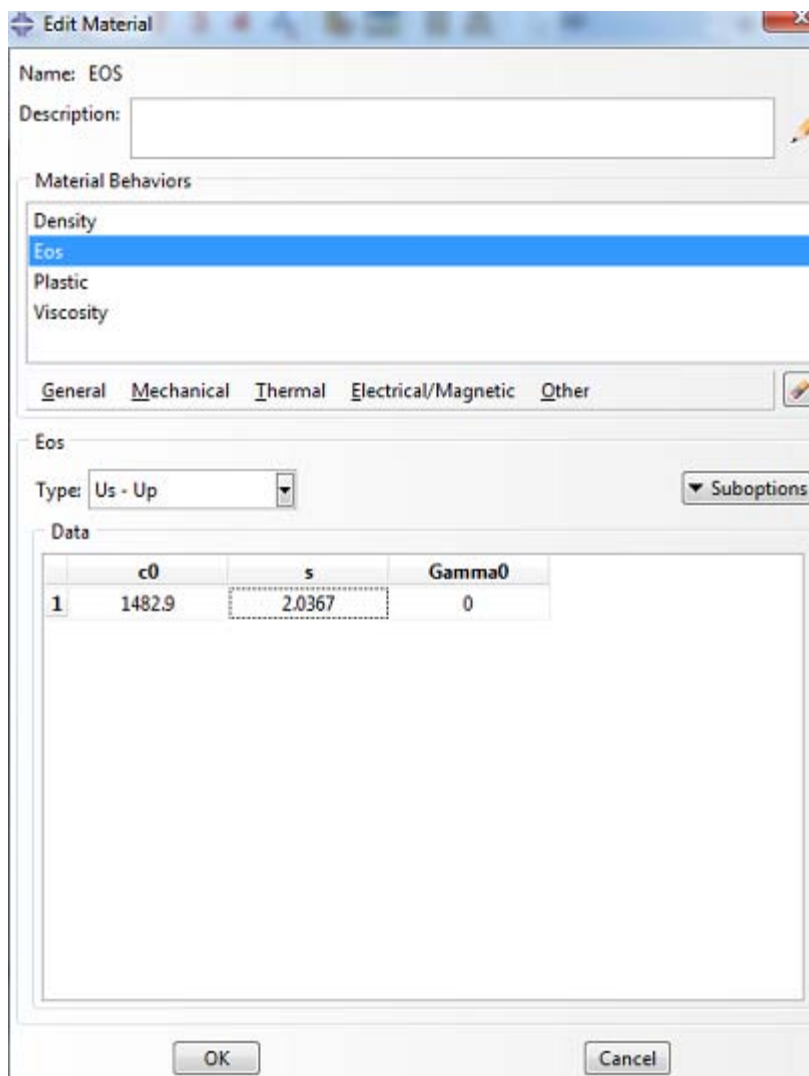 Edit Material
Name: EOS
Description:
Material Behaviors
Density
Eos
Plastic
Viscosity
General Mechanical Thermal Electrical/Magnetic Other
Eos
Type: Us - Up Suboptions
Data
c0 s Gamma0
1 1482.9 2.0367 0
OK Cancel